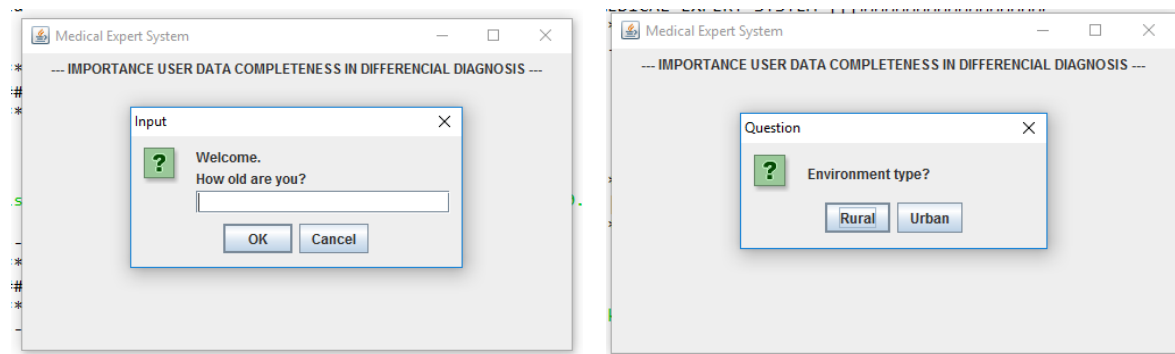 Medical Expert System
--- IMPORTANCE USER DATA COMPLETENESS IN DIFFERENCIAL DIAGNOSIS ---
Input
Welcome.
How old are you?
OK Cancel
Medical Expert System
--- IMPORTANCE USER DATA COMPLETENESS IN DIFFERENCIAL DIAGNOSIS ---
Question
Environment type?
Rural Urban